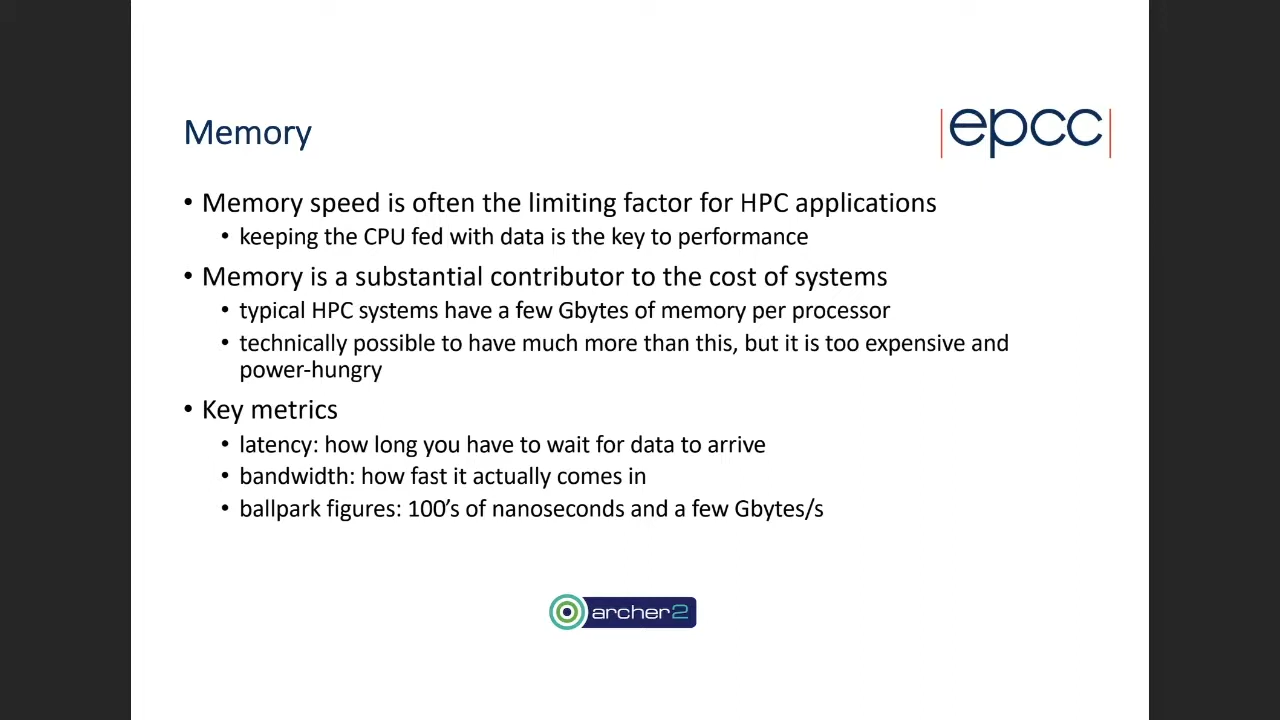 Memory
|epcc|
• Memory speed is often the limiting factor for HPC applications
• keeping the CPU fed with data is the key to performance
• Memory is a substantial contributor to the cost of systems
• typical HPC systems have a few Gbytes of memory per processor
• technically possible to have much more than this, but it is too expensive and
power-hungry
• Key metrics
• latency: how long you have to wait for data to arrive
• bandwidth: how fast it actually comes in
• ballpark figures: 100’s of nanoseconds and a few Gbytes/s
archer2